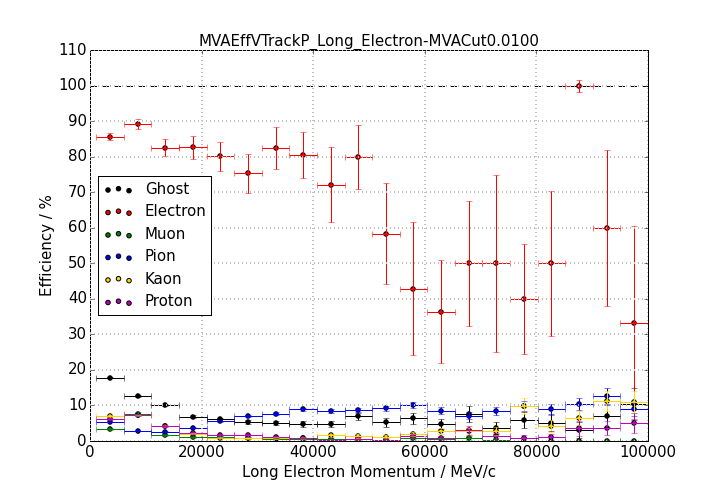 MVAEffVTrackP_Long_Electron-MVACut0.0100
110
100
90
80
70
60
50
40
30
20
10
0
Efficiency / %
Ghost
Electron
Muon
Pion
Kaon
Proton
0 20000 40000 60000 80000 100000
Long Electron Momentum / MeV/c